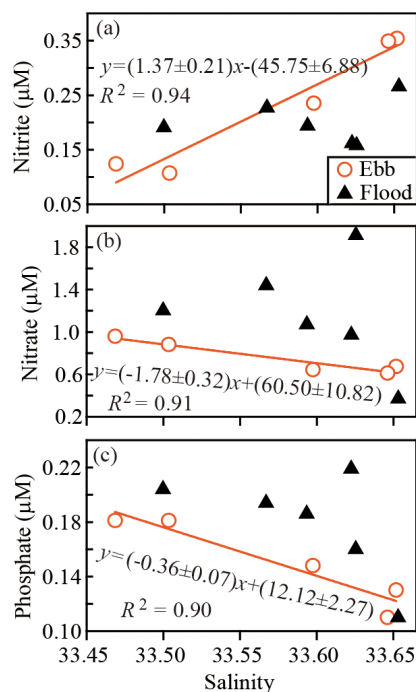 (a)
0.35
y=(1.37±0.21)x-(45.75±6.88)
R² = 0.94
0.25
Nitrite (μM)
0.15
0.05
Ebb
Flood
(b)
1.8
1.4
Nitrate (μM)
1.0
0.6
y=(-1.78±0.32)x+(60.50±10.82)
R² = 0.91
0.2
(c)
0.22
0.18
Phosphate (μM)
0.14
y=(-0.36±0.07)x+(12.12±2.27)
R² = 0.90
0.10
33.45 33.50 33.55 33.60 33.65
Salinity